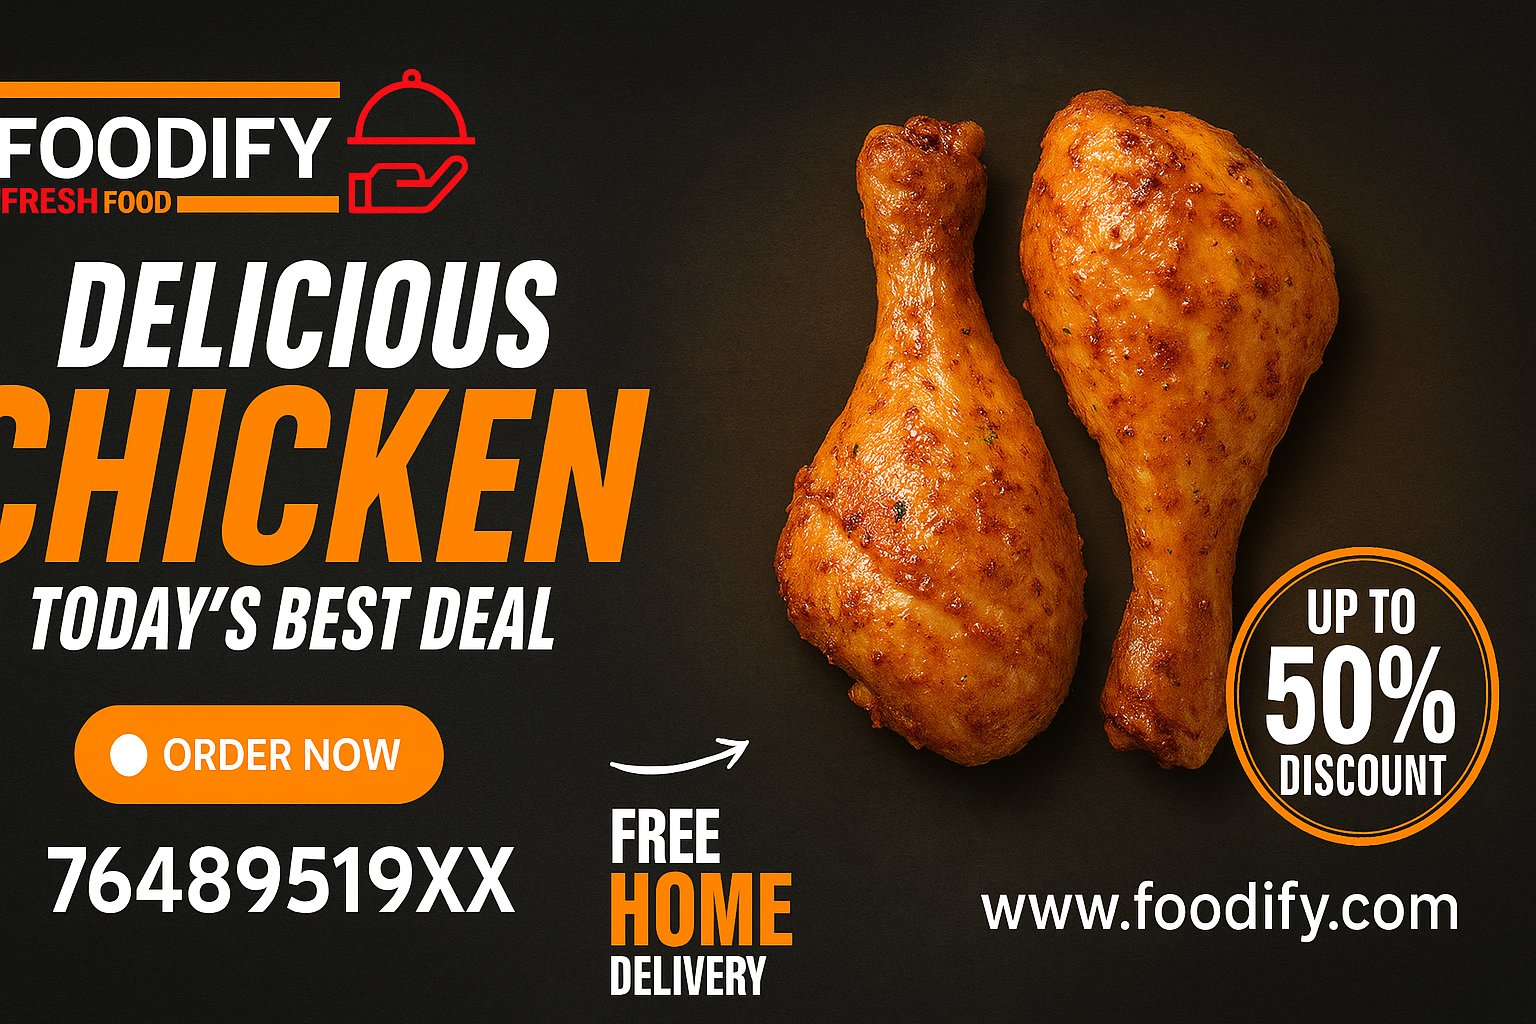 FOODIFY
FRESH FOOD
DELICIOUS
CHICKEN
TODAY'S BEST DEAL
ORDER NOW
76489519XX
FREE
HOME
DELIVERY
UP TO
50%
DISCOUNT
www.foodify.com